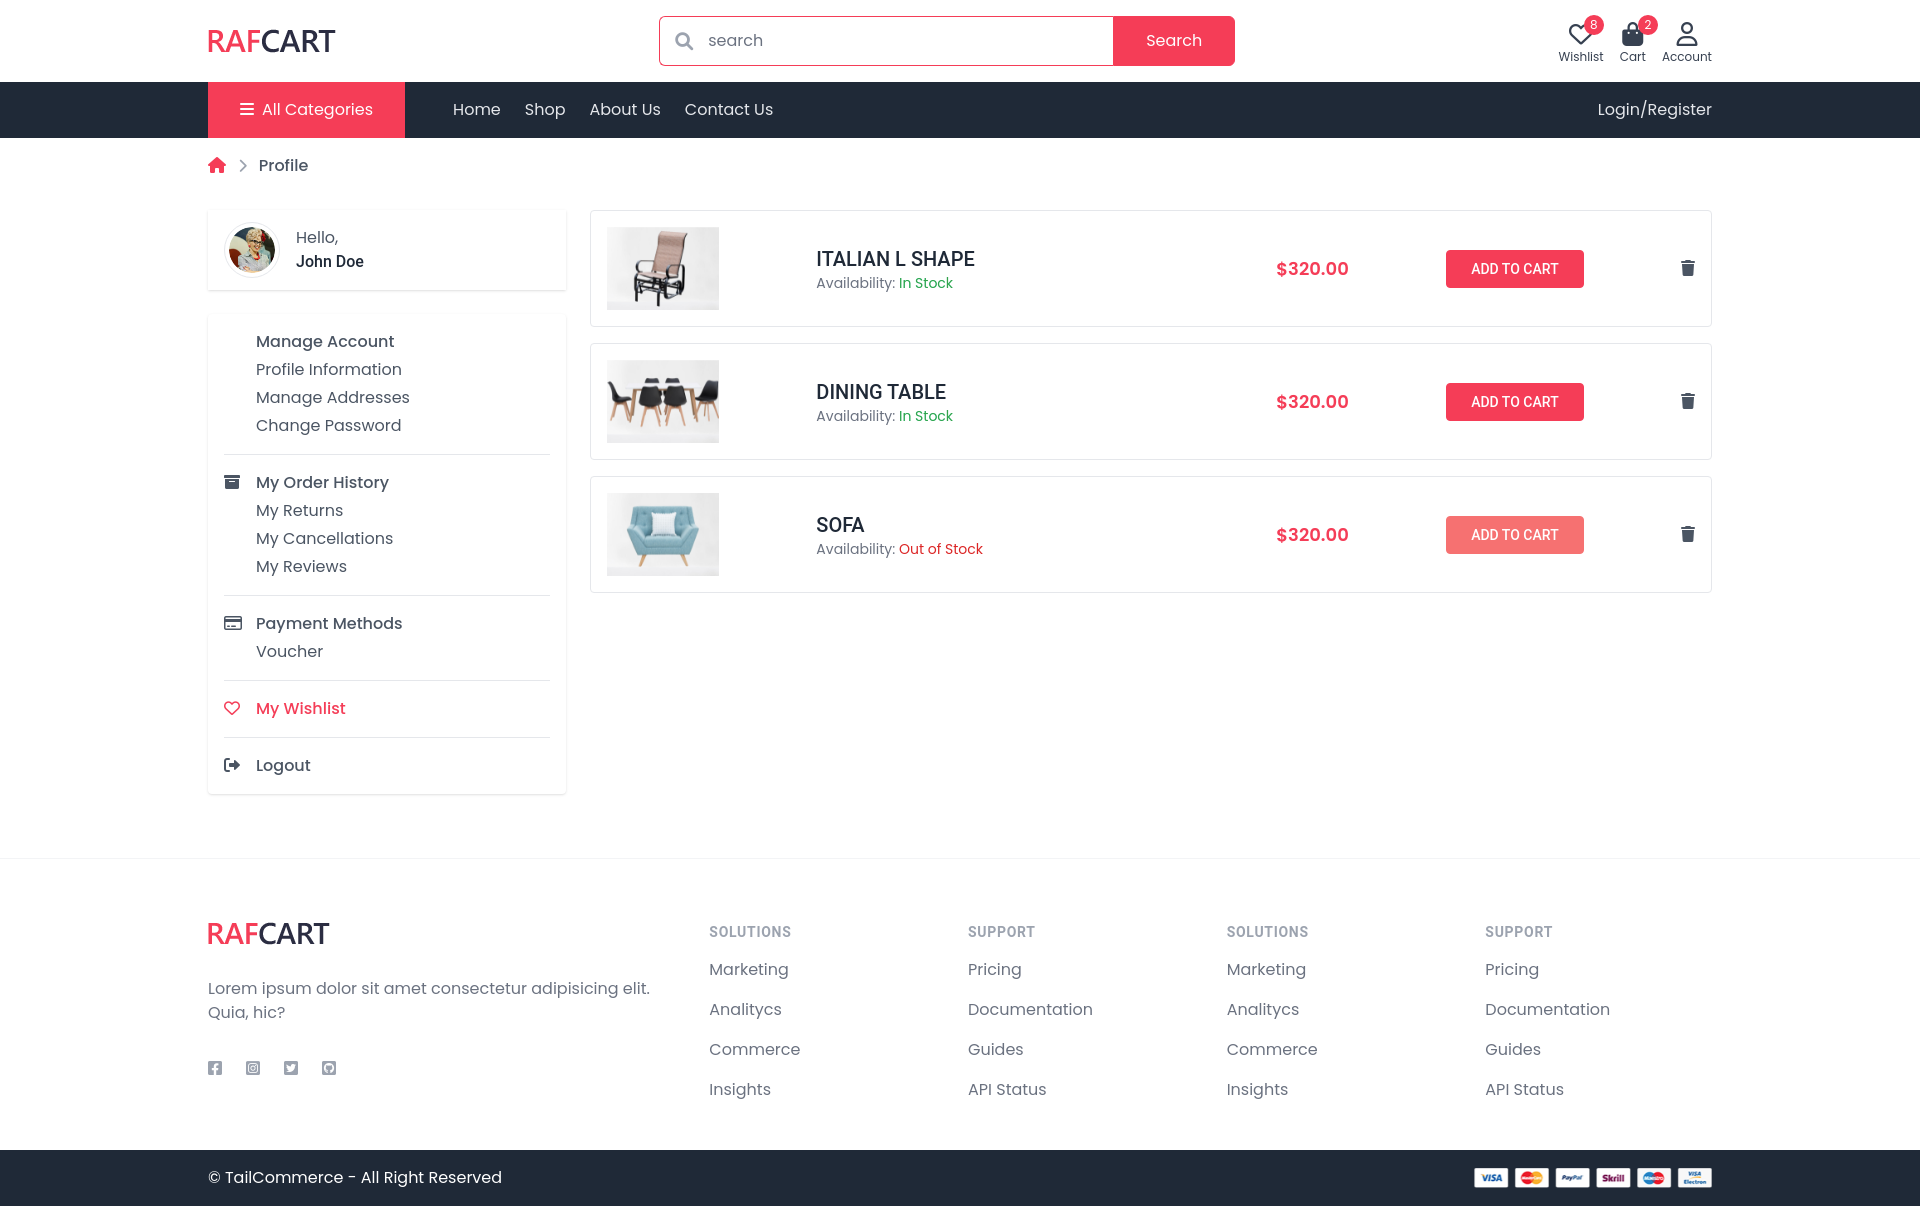 RAFCART
search
Search
8
Wishlist
2
Cart
Account
All Categories
Home
Shop
About Us
Contact Us
Login/Register
Profile
Hello,
John Doe
Manage Account
Profile Information
Manage Addresses
Change Password
My Order History
My Returns
My Cancellations
My Reviews
Payment Methods
Voucher
My Wishlist
Logout
ITALIAN L SHAPE
Availability: In Stock
$320.00
ADD TO CART
DINING TABLE
Availability: In Stock
$320.00
ADD TO CART
SOFA
Availability: Out of Stock
$320.00
ADD TO CART
RAFCART
Lorem ipsum dolor sit amet consectetur adipisicing elit.
Quia, hic?
SOLUTIONS
Marketing
Analitycs
Commerce
Insights
SUPPORT
Pricing
Documentation
Guides
API Status
SOLUTIONS
Marketing
Analitycs
Commerce
Insights
SUPPORT
Pricing
Documentation
Guides
API Status
© TailCommerce - All Right Reserved
VISA
MasterCard
PayPal
Skrill
Maestro
VISA
Electron